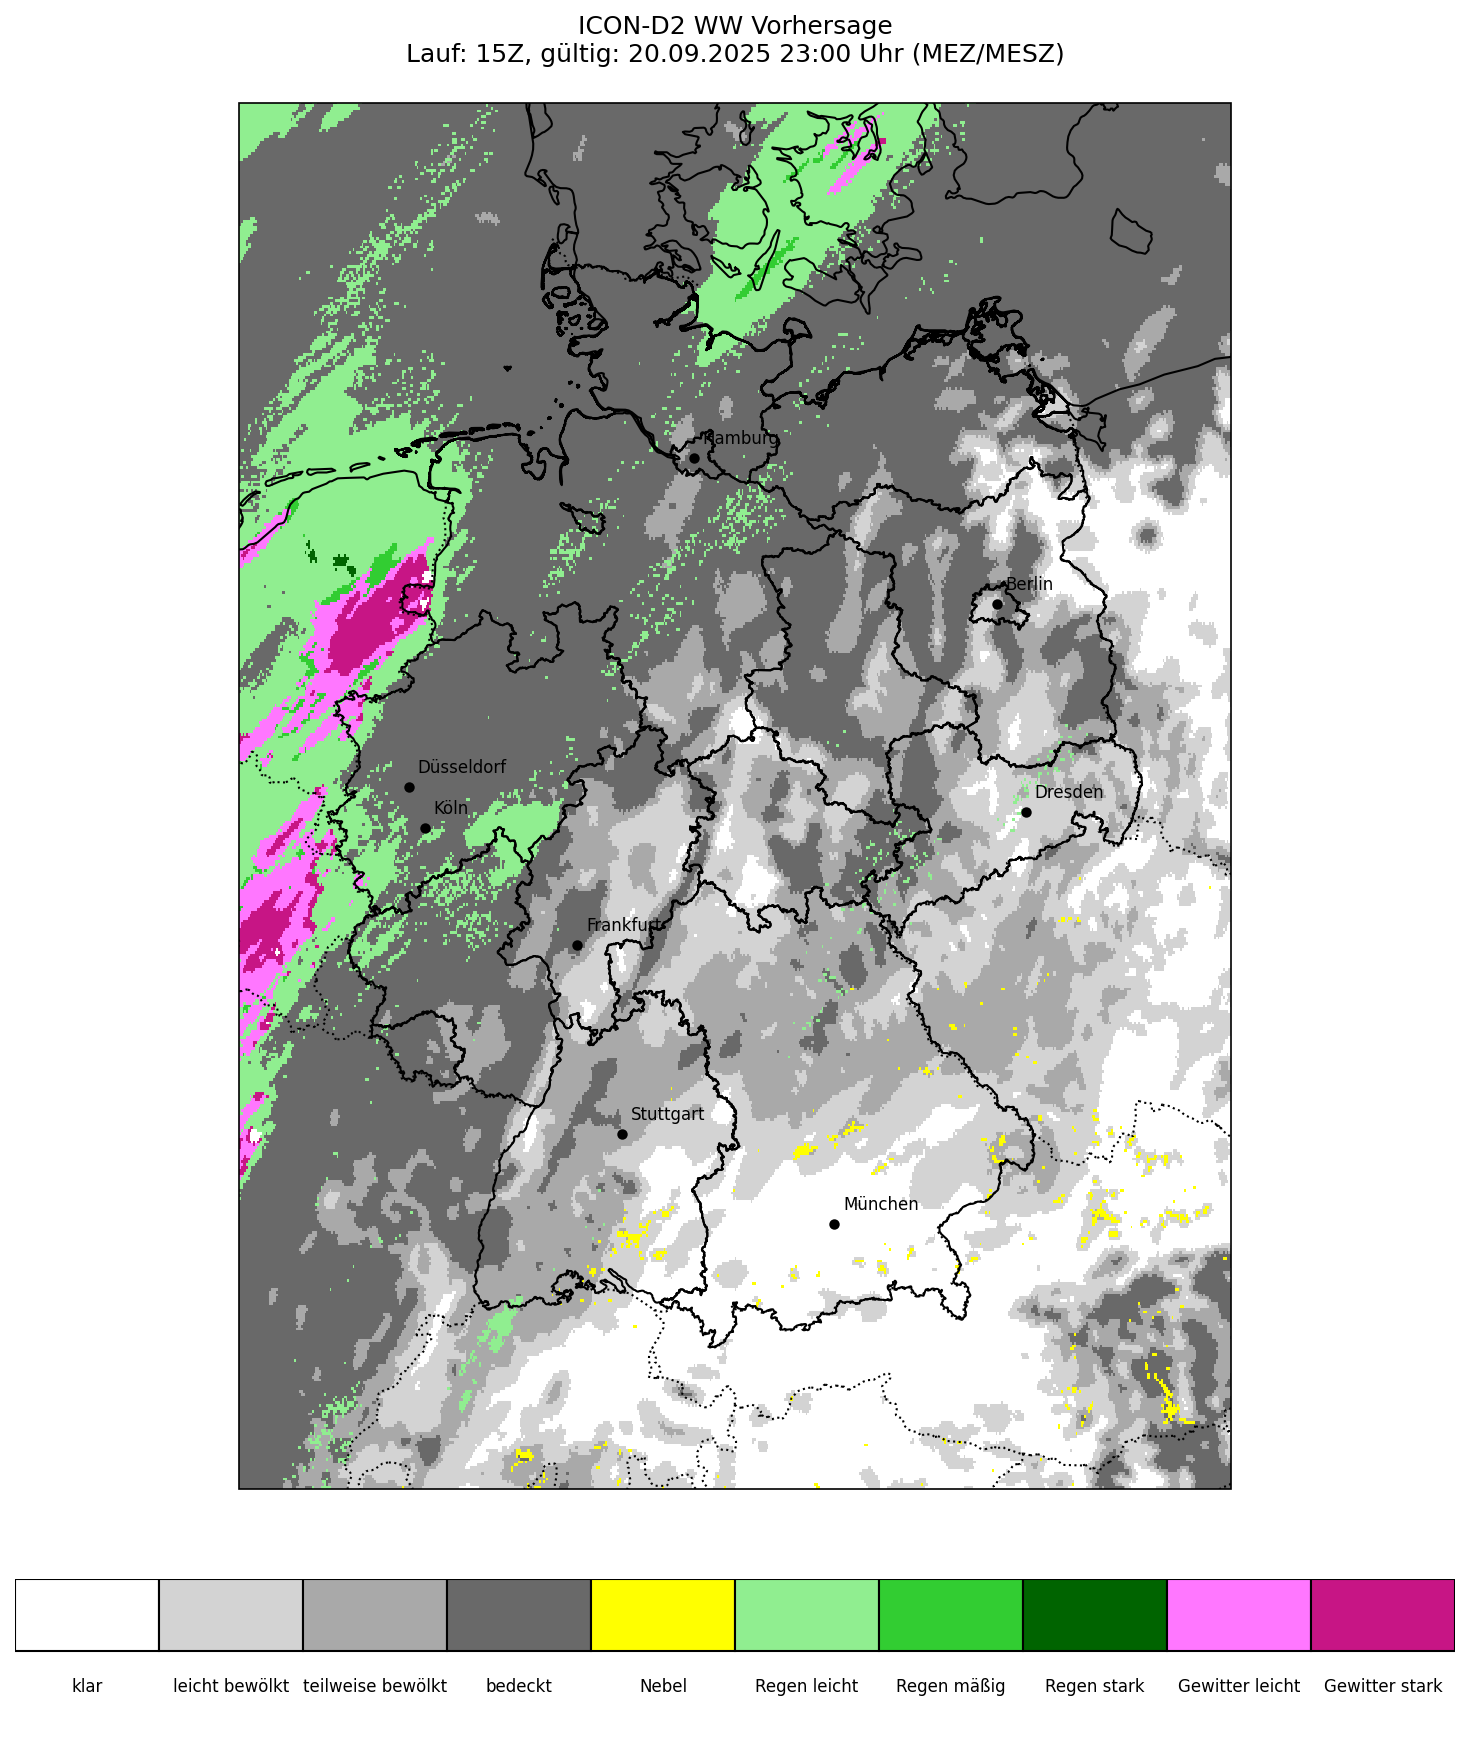 ICON-D2 WW Vorhersage
Lauf: 15Z, gültig: 20.09.2025 23:00 Uhr (MEZ/MESZ)
Hamburg
Berlin
Düsseldorf
Dresden
Köln
Frankfurt
Stuttgart
München
klar
leicht bewölkt
teilweise bewölkt
bedeckt
Nebel
Regen leicht
Regen mäßig
Regen stark
Gewitter leicht
Gewitter stark